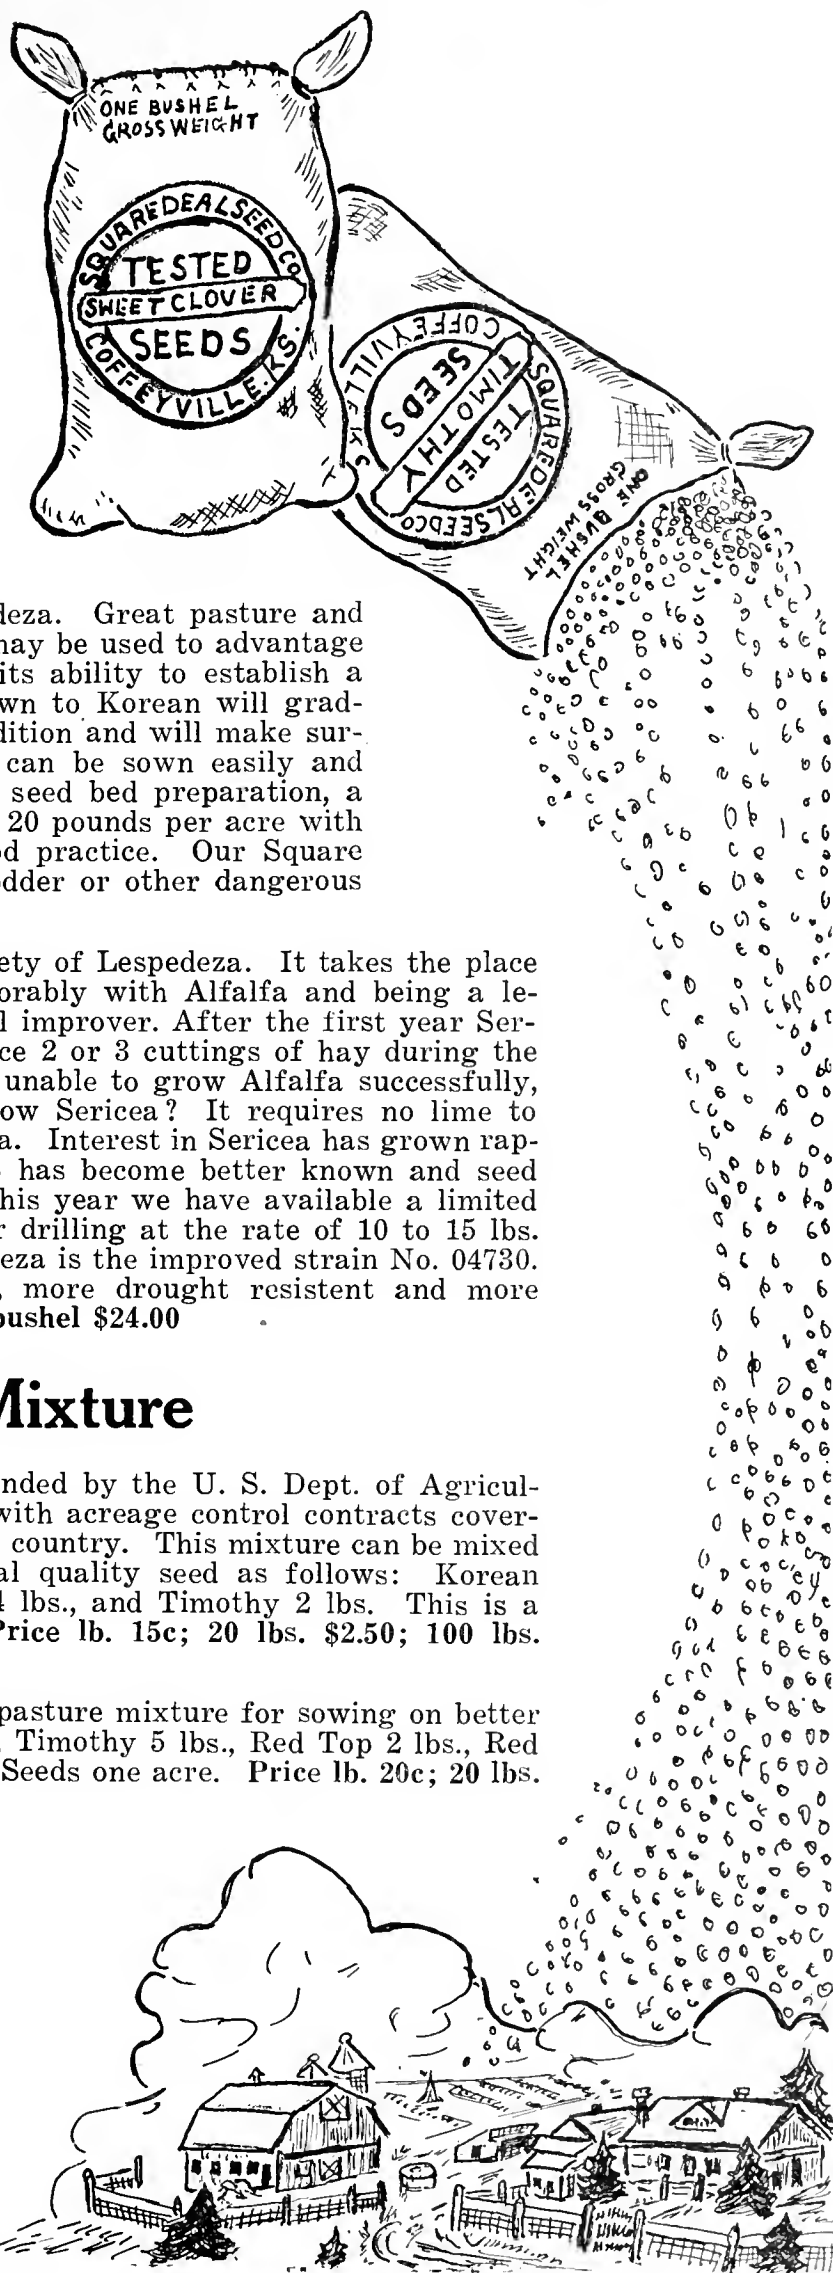 ONE BUSHEL
GROSS WEIGHT
SQUARE DEAL SEED CO
TESTED
SWEET CLOVER
SEEDS
COFFEYVILLE, KS.
ONE BUSHEL
GROSS WEIGHT
SQUARE DEAL SEED CO
TESTED
TIMOTHY
SEEDS
COFFEYVILLE KS
deza. Great pasture and
may be used to advantage
its ability to establish a
wn to Korean will grad-
dition and will make sur-
can be sown easily and
seed bed preparation, a
20 pounds per acre with
d practice. Our Square
dder or other dangerous
ety of Lespedeza. It takes the place
orably with Alfalfa and being a le-
l improver. After the first year Ser-
ce 2 or 3 cuttings of hay during the
unable to grow Alfalfa successfully,
ow Sericea? It requires no lime to
a. Interest in Sericea has grown rap-
has become better known and seed
his year we have available a limited
r drilling at the rate of 10 to 15 lbs.
eza is the improved strain No. 04730.
, more drought resistent and more
bushel $24.00
Mixture
nded by the U. S. Dept. of Agricul-
with acreage control contracts cover-
country. This mixture can be mixed
al quality seed as follows: Korean
4 lbs., and Timothy 2 lbs. This is a
Price lb. 15c; 20 lbs. $2.50; 100 lbs.
pasture mixture for sowing on better
Timothy 5 lbs., Red Top 2 lbs., Red
Seeds one acre. Price lb. 20c; 20 lbs.